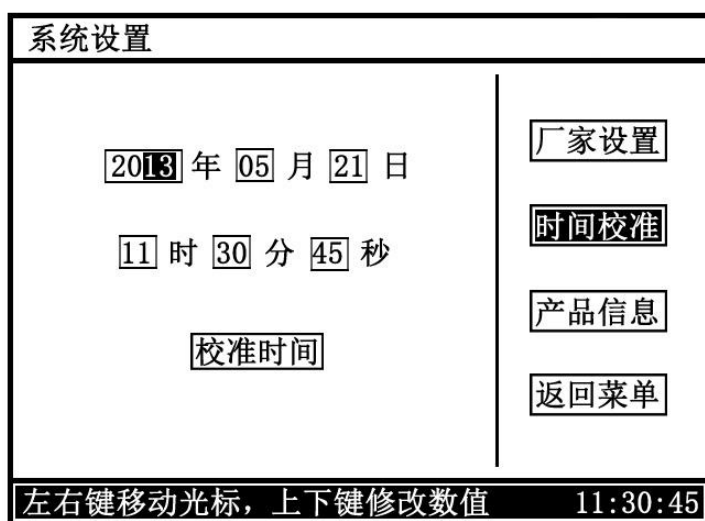 系统设置
2013 年 05 月 21 日
11 时 30 分 45 秒
校准时间
厂家设置
时间校准
产品信息
返回菜单
左右键移动光标，上下键修改数值 11:30:45